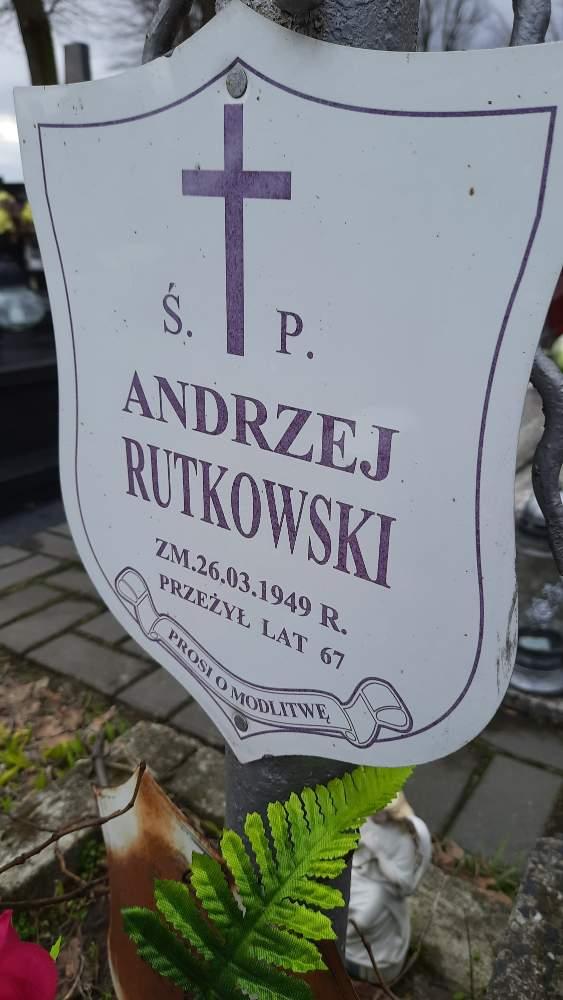 Ś. P.
ANDRZEJ
RUTKOWSKI
ZM.26.03.1949 R.
PRZEŻYŁ LAT 67
PROSI O MODLITWĘ